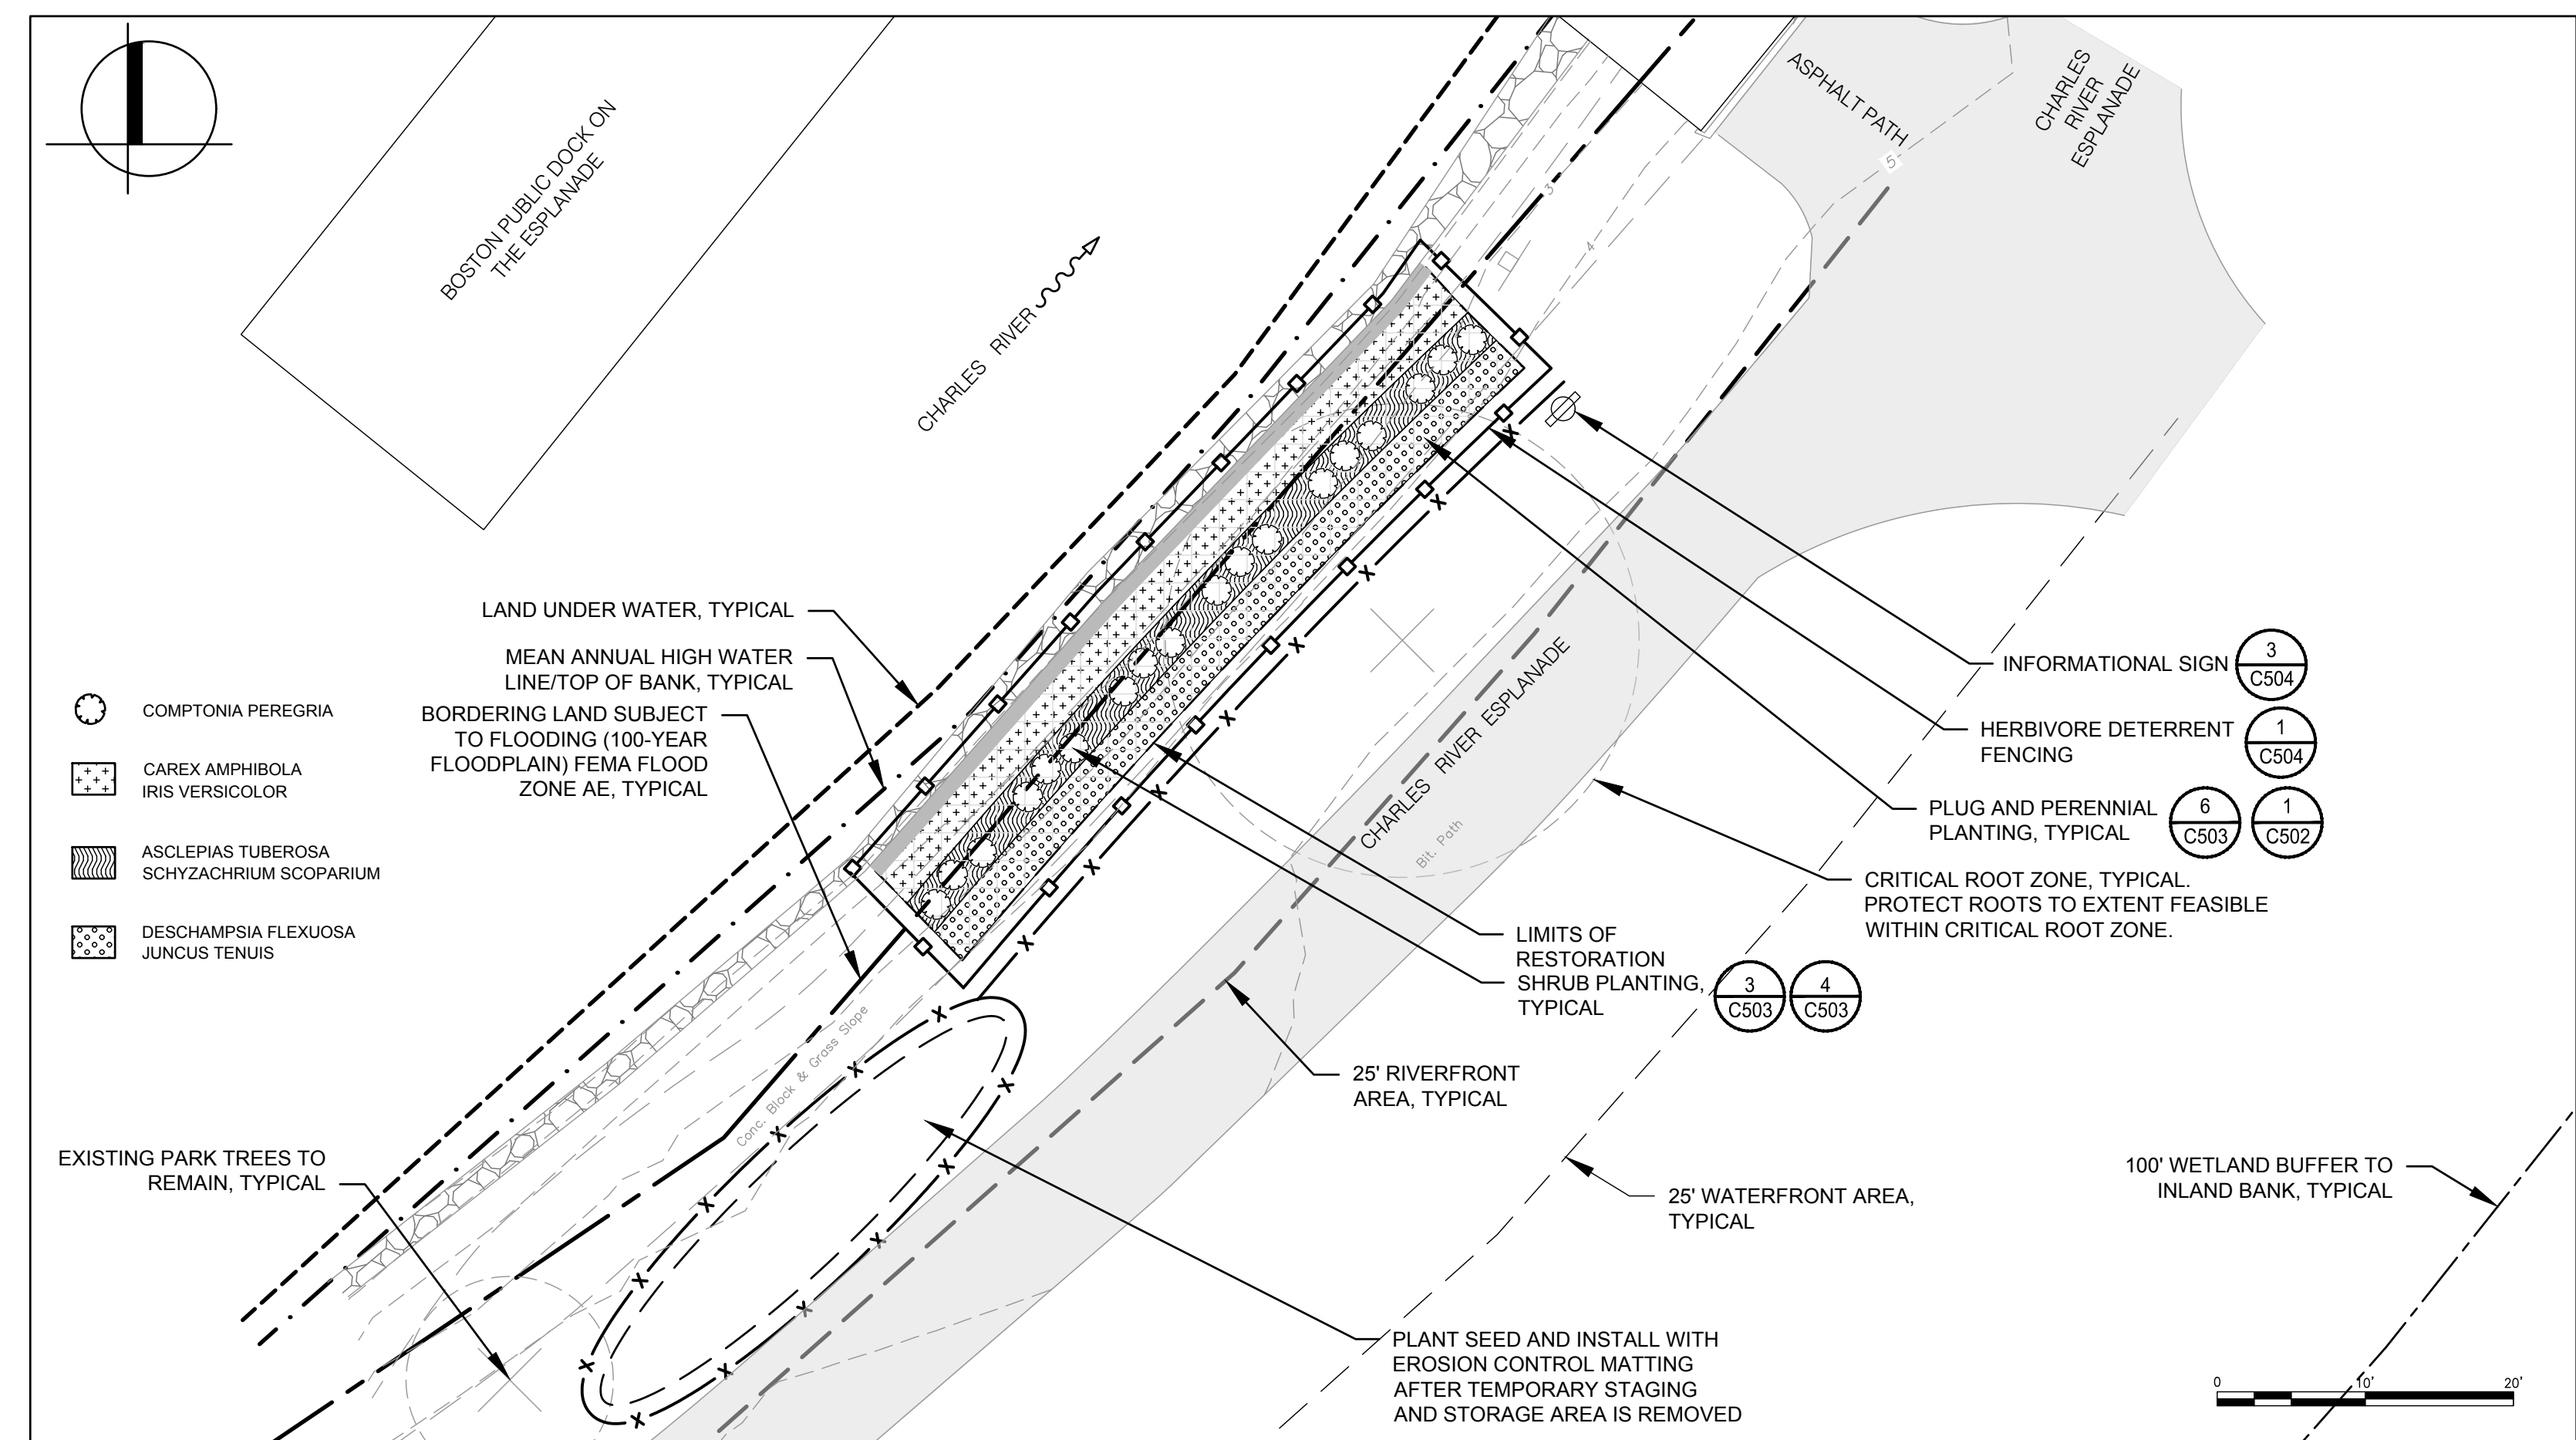 BOSTON PUBLIC DOCK ON
THE ESPLANADE
CHARLES RIVER
ASPHALT PATH
CHARLES
RIVER
ESPLANADE
5
3
4
LAND UNDER WATER, TYPICAL
MEAN ANNUAL HIGH WATER
LINE/TOP OF BANK, TYPICAL
BORDERING LAND SUBJECT
TO FLOODING (100-YEAR
FLOODPLAIN) FEMA FLOOD
ZONE AE, TYPICAL
COMPTONIA PEREGRIA
CAREX AMPHIBOLA
IRIS VERSICOLOR
ASCLEPIAS TUBEROSA
SCHYZACHRIUM SCOPARIUM
DESCHAMPSIA FLEXUOSA
JUNCUS TENUIS
EXISTING PARK TREES TO
REMAIN, TYPICAL
Conc. Block & Grass Slope
CHARLES RIVER ESPLANADE
Bit. Path
INFORMATIONAL SIGN
3
C504
HERBIVORE DETERRENT
FENCING
1
C504
PLUG AND PERENNIAL
PLANTING, TYPICAL
6
C503
1
C502
CRITICAL ROOT ZONE, TYPICAL.
PROTECT ROOTS TO EXTENT FEASIBLE
WITHIN CRITICAL ROOT ZONE.
LIMITS OF
RESTORATION
SHRUB PLANTING,
TYPICAL
3
C503
4
C503
25' RIVERFRONT
AREA, TYPICAL
25' WATERFRONT AREA,
TYPICAL
100' WETLAND BUFFER TO
INLAND BANK, TYPICAL
PLANT SEED AND INSTALL WITH
EROSION CONTROL MATTING
AFTER TEMPORARY STAGING
AND STORAGE AREA IS REMOVED
0 10' 20'